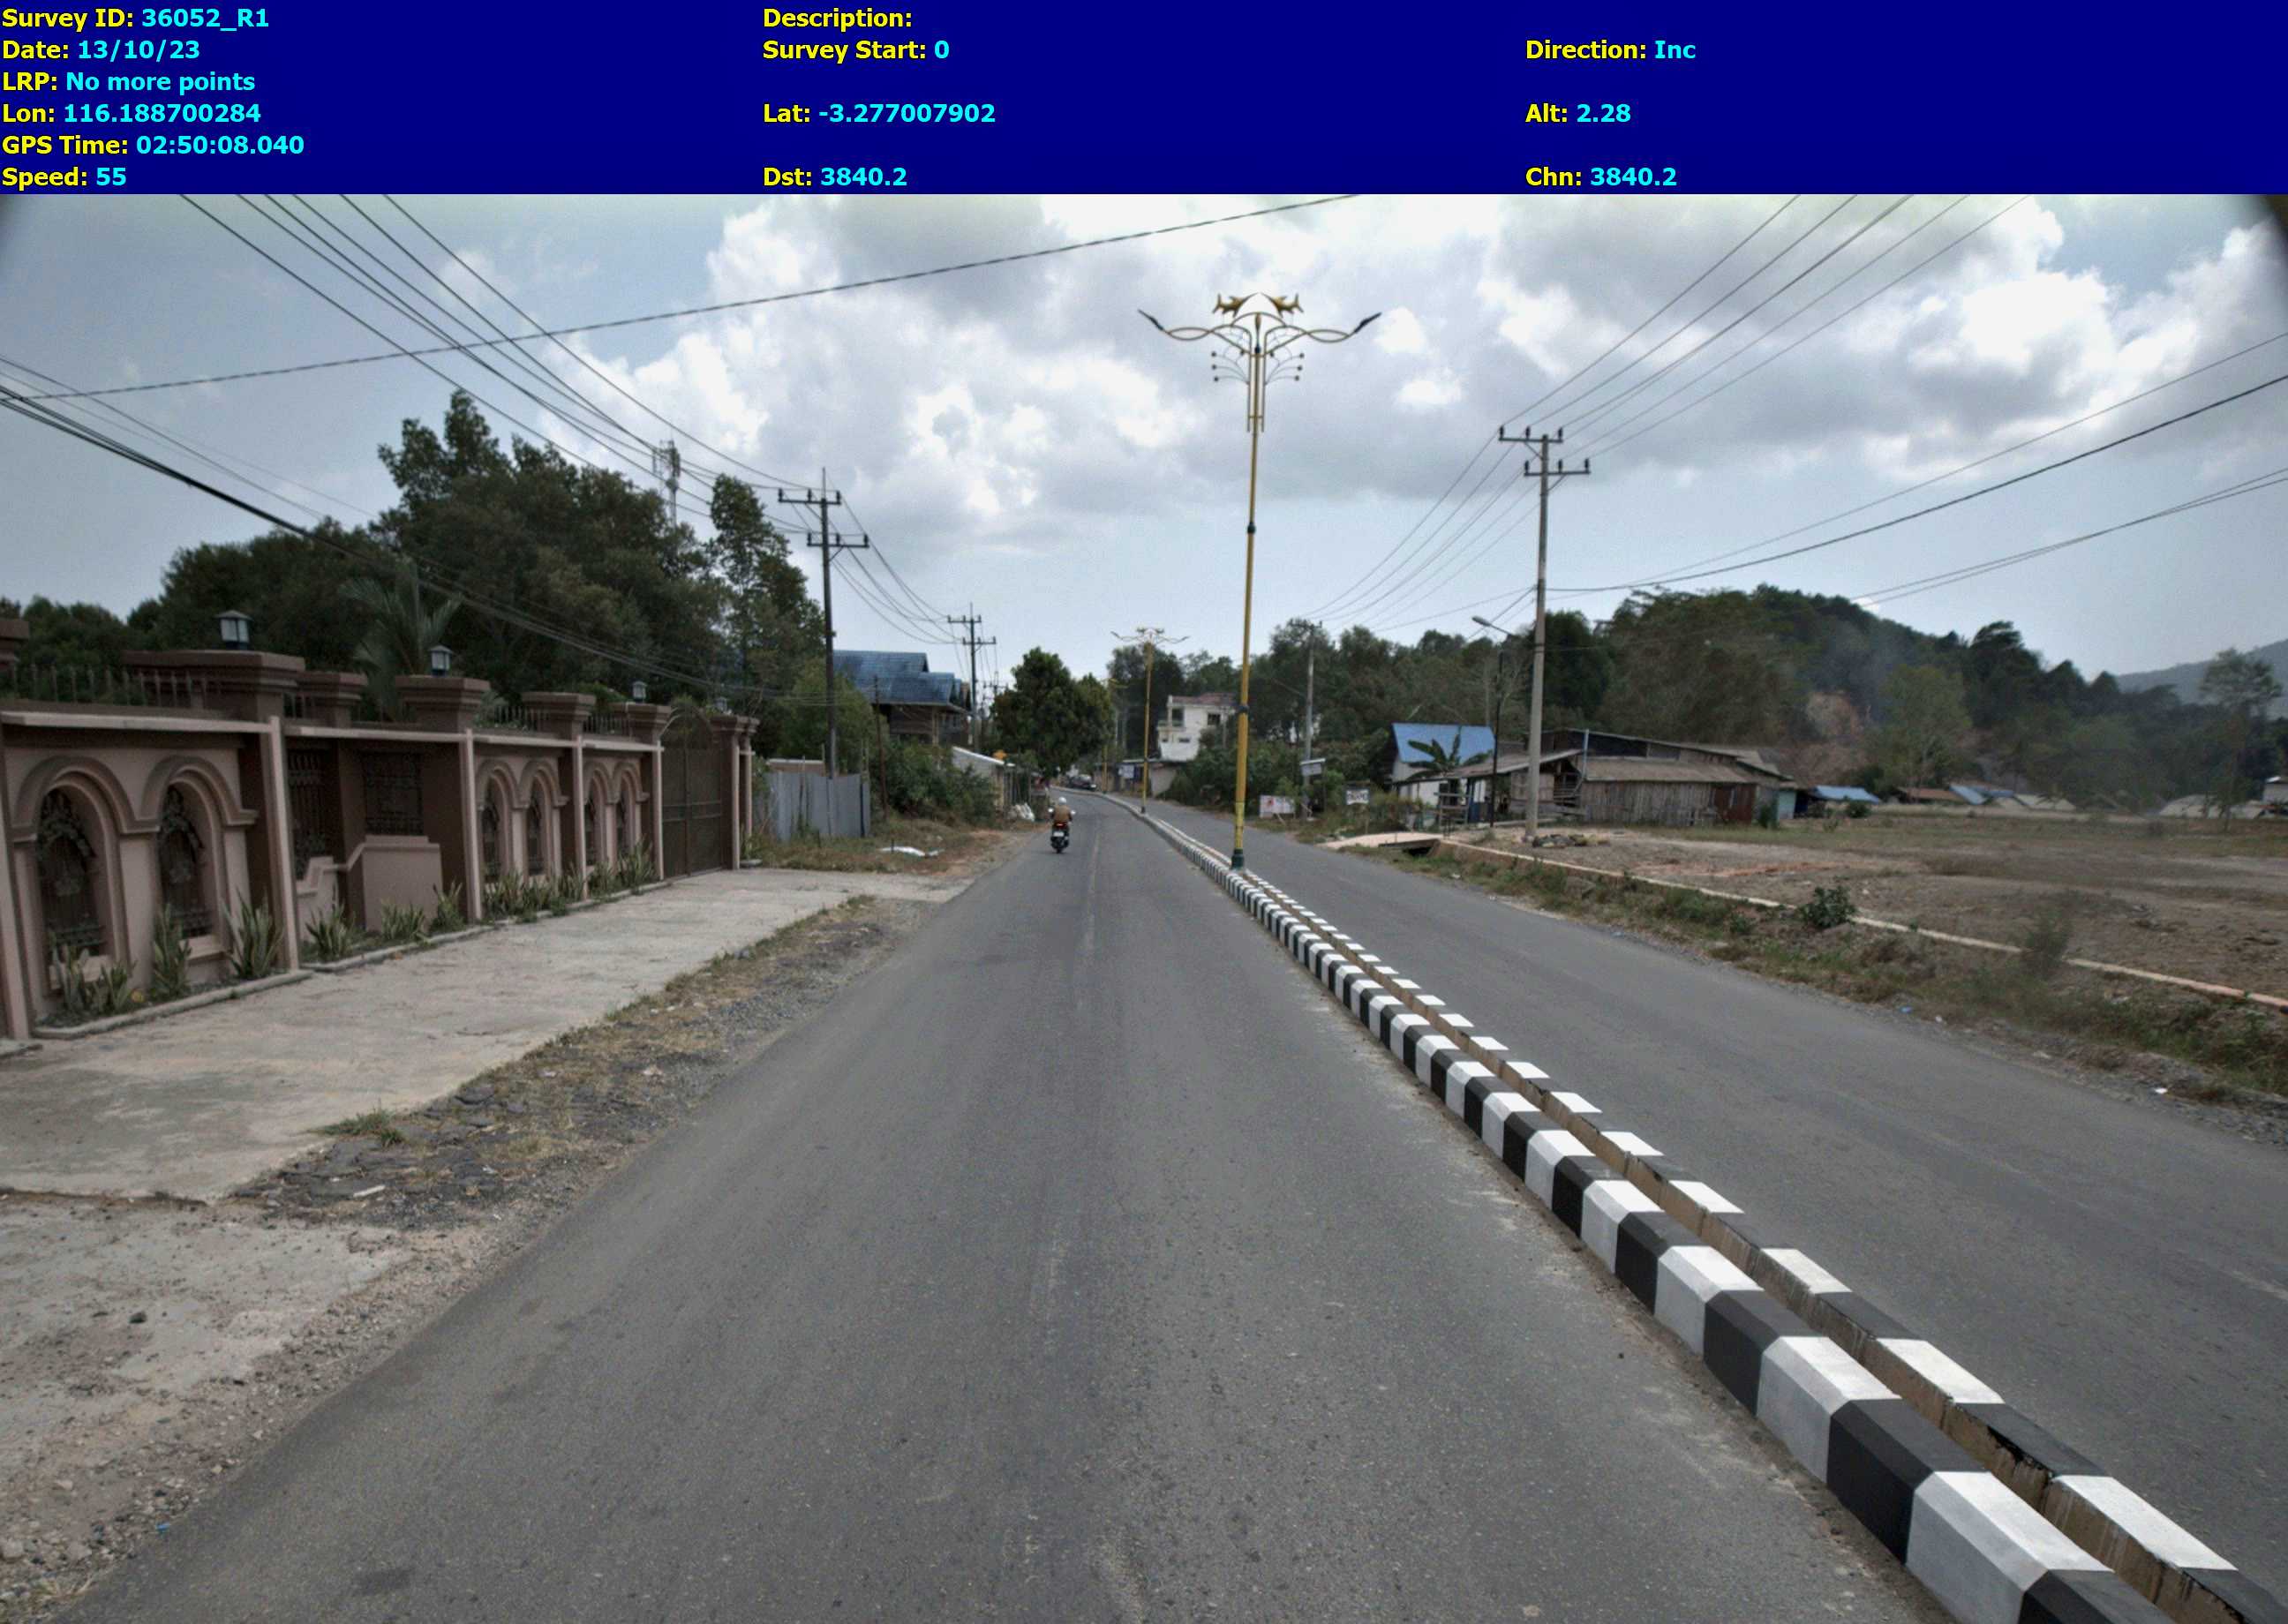 Survey ID: 36052_R1
Description:
Date: 13/10/23
Survey Start: 0
Direction: Inc
LRP: No more points
Lon: 116.188700284
Lat: -3.277007902
Alt: 2.28
GPS Time: 02:50:08.040
Speed: 55
Dst: 3840.2
Chn: 3840.2